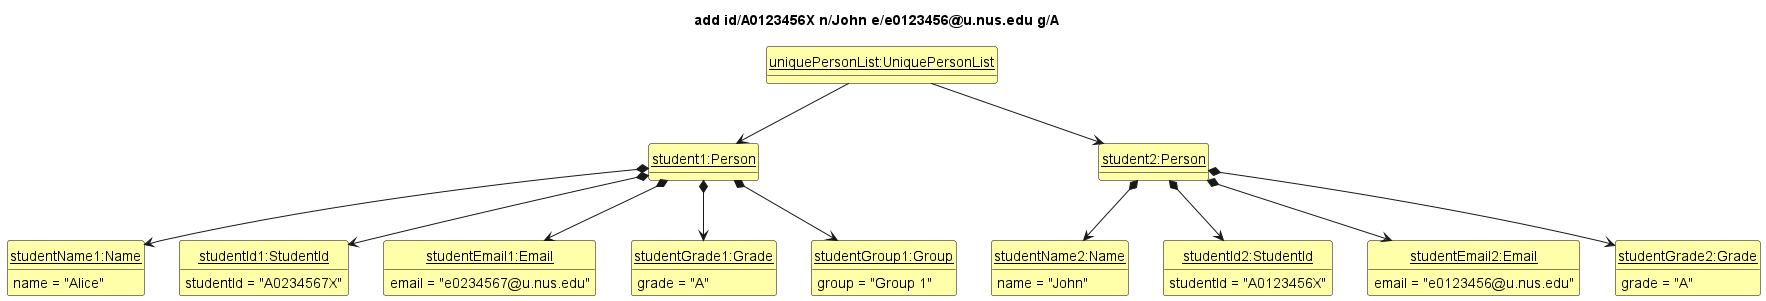 add id/A0123456X n/John e/e0123456@u.nus.edu g/A
uniquePersonList:UniquePersonList
student1:Person
student2:Person
studentName1:Name
name = "Alice"
studentId1:StudentId
studentId = "A0234567X"
studentEmail1:Email
email = "e0234567@u.nus.edu"
studentGrade1:Grade
grade = "A"
studentGroup1:Group
group = "Group 1"
studentName2:Name
name = "John"
studentId2:StudentId
studentId = "A0123456X"
studentEmail2:Email
email = "e0123456@u.nus.edu"
studentGrade2:Grade
grade = "A"